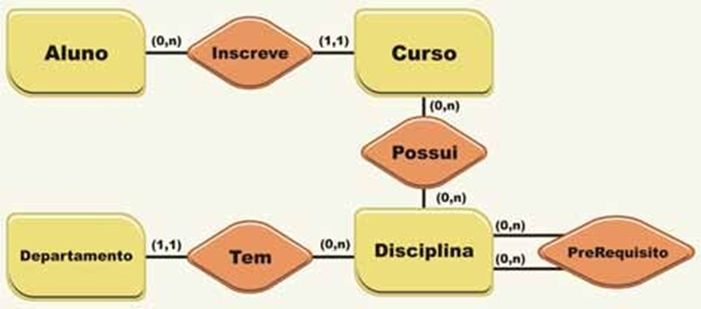 Aluno (0,n) Inscreve (1,1) Curso
(0,n)
Possui
(0,n)
Departamento (1,1) Tem (0,n) Disciplina (0,n) PreRequisito
(0,n)